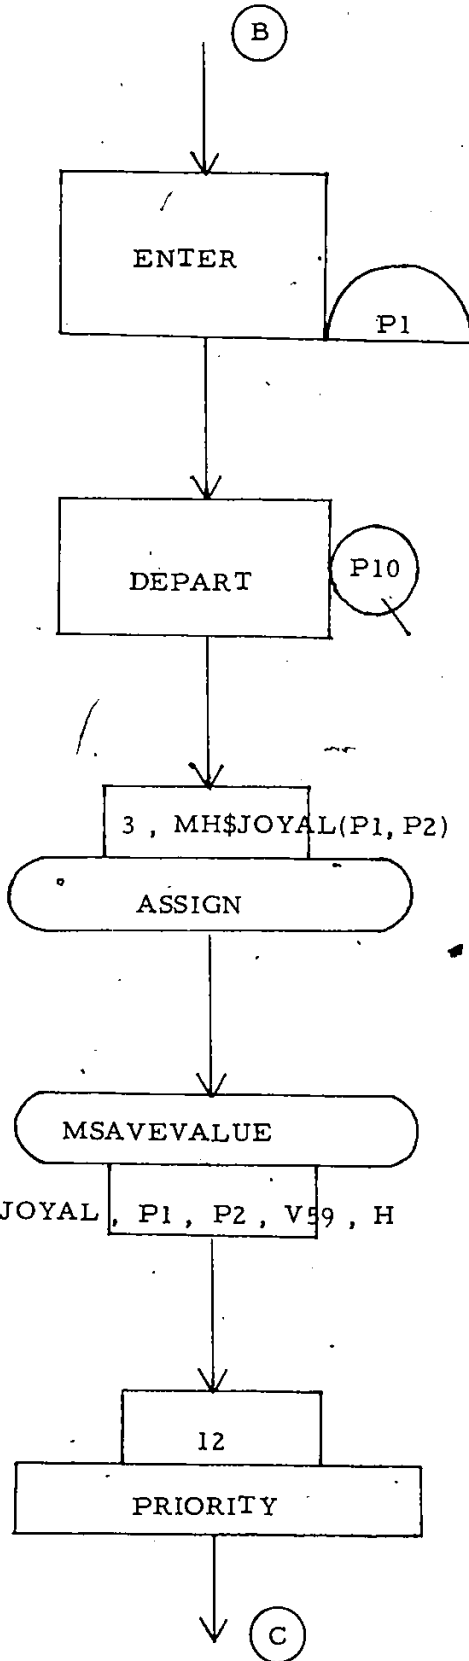 B
ENTER
P1
DEPART
P10
3 , MH$JOYAL(P1, P2)
ASSIGN
MSAVEVALUE
JOYAL , P1 , P2 , V59 , H
12
PRIORITY
C